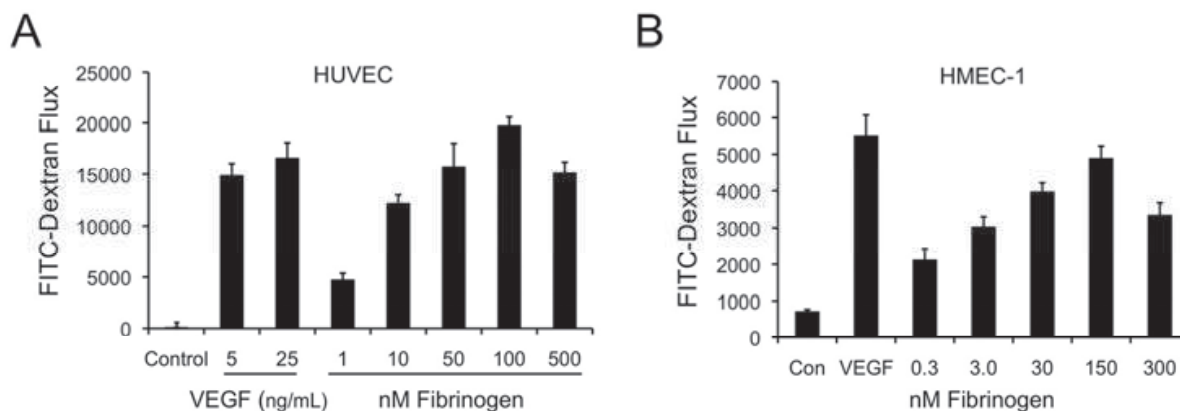 A
HUVEC
FITC-Dextran Flux
25000
20000
15000
10000
5000
0
Control 5 25 1 10 50 100 500
VEGF (ng/mL) nM Fibrinogen
B
HMEC-1
FITC-Dextran Flux
7000
6000
5000
4000
3000
2000
1000
0
Con VEGF 0.3 3.0 30 150 300
nM Fibrinogen